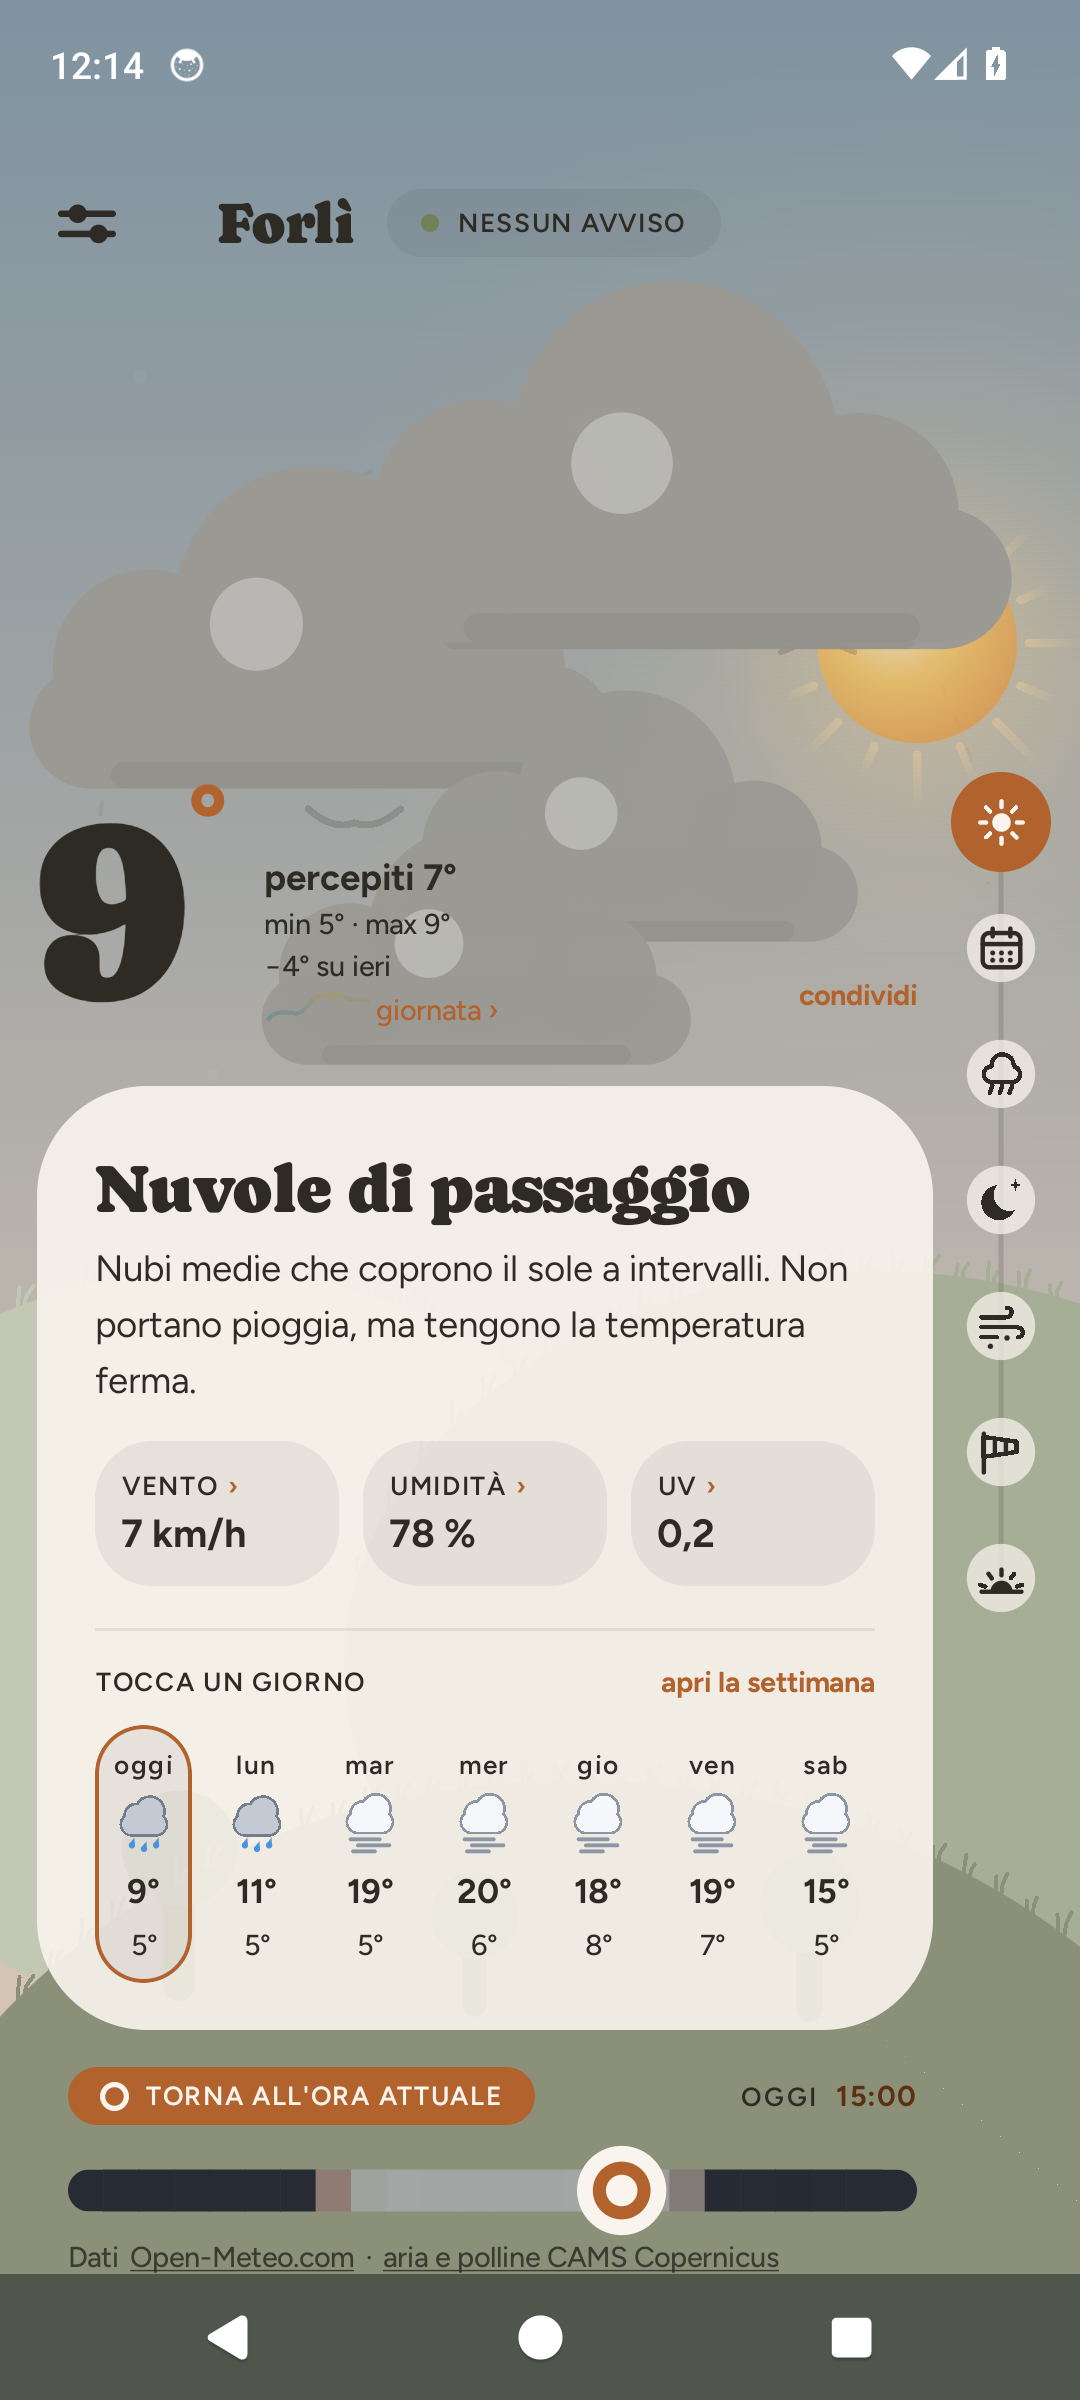 12:14
Forlì
NESSUN AVVISO
9°
percepiti 7°
min 5° · max 9°
−4° su ieri
giornata ›
condividi
Nuvole di passaggio
Nubi medie che coprono il sole a intervalli. Non
portano pioggia, ma tengono la temperatura
ferma.
VENTO › UMIDITÀ › UV ›
7 km/h 78 % 0,2
TOCCA UN GIORNO apri la settimana
oggi lun mar mer gio ven sab
9° 11° 19° 20° 18° 19° 15°
5° 5° 5° 6° 8° 7° 5°
TORNA ALL'ORA ATTUALE OGGI 15:00
Dati Open-Meteo.com · aria e polline CAMS Copernicus